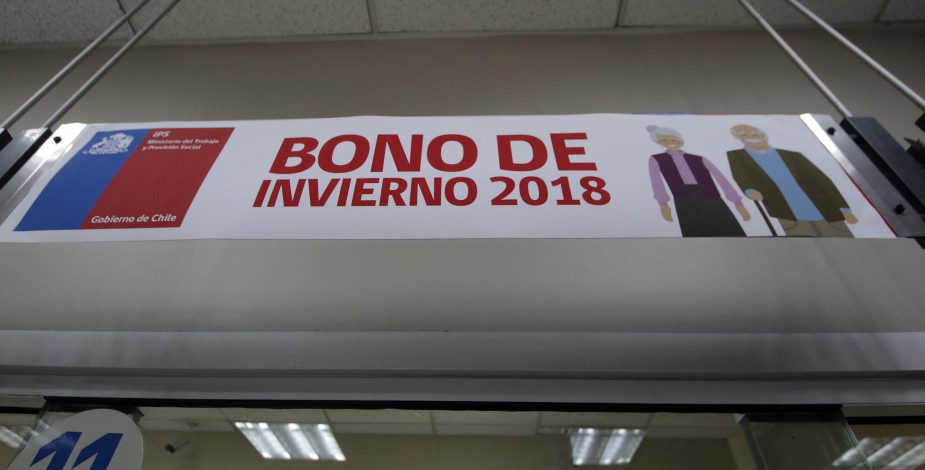 IPS
Ministerio del Trabajo
y Previsión Social
Gobierno de Chile
BONO DE
INVIERNO 2018
11